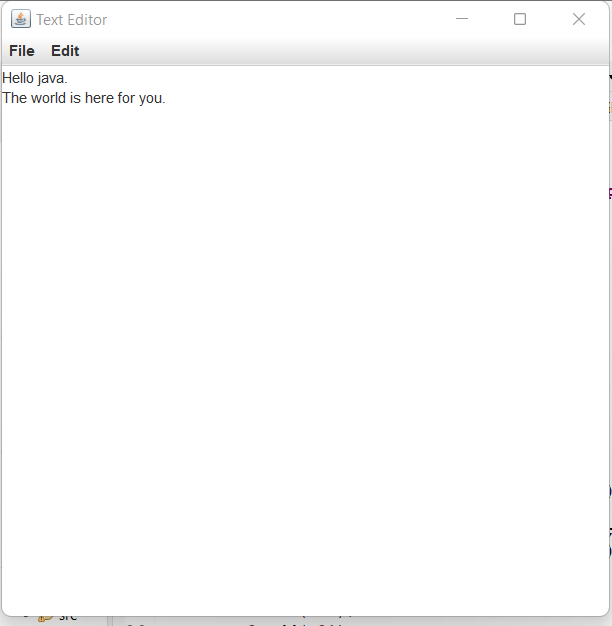 Text Editor
File Edit
Hello java.
The world is here for you.
src